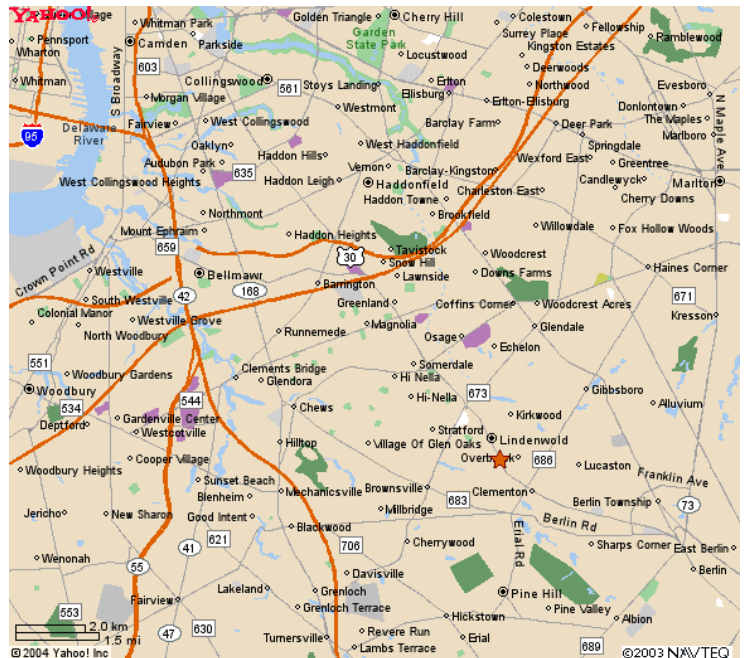 YAHOO!
Village
Whitman Park
Golden Triangle
Cherry Hill
Colestown
Pennsport
Camden
Parkside
Garden
State Park
Surrey Place
Fellowship
Wharton
Kingston Estates
Ramblewood
603
Locustwood
Deerwoods
Whitman
Collingswood
561
Stoys Landing
Erlton
Northwood
Evesboro
S Broadway
Morgan Village
Ellisburg
Erlton-Ellisburg
Donlontown
N Maple Ave
Fairview
West Collingswood
Westmont
Barclay Farm
Deer Park
The Maples
95
Delaware
River
Marlboro
Oaklyn
West Haddonfield
Springdale
Audubon Park
Haddon Hills
Vernon
Wexford East
Greentree
635
Barclay-Kingston
West Collingswood Heights
Haddon Leigh
Haddonfield
Charleston East
Candlewyck
Marlton
Haddon Towne
Cherry Downs
Northmont
Brookfield
Mount Ephraim
Haddon Heights
Willowdale
Fox Hollow Woods
659
Tavistock
Crown Point Rd
30
Snow Hill
Woodcrest
Westville
Bellmawr
Lawnside
Downs Farms
Haines Corner
Barrington
42
168
South Westville
Greenland
Coffins Corner
Woodcrest Acres
671
Colonial Manor
Westville Grove
Magnolia
Kresson
North Woodbury
Runnemede
Osage
Glendale
Echelon
551
Clements Bridge
Somerdale
Woodbury Gardens
Glendora
Hi Nella
Woodbury
673
Gibbsboro
544
Hi-Nella
534
Chews
Alluvium
Gardenville Center
Kirkwood
Deptford
Westcotville
Stratford
Hilltop
Village Of Glen Oaks
Lindenwold
Cooper Village
Overbrook
686
Woodbury Heights
Lucaston
Franklin Ave
Sunset Beach
Mechanicsville
Brownsville
Clementon
Blenheim
683
Berlin Township
73
Jericho
New Sharon
Good Intent
Millbridge
Berlin Rd
Blackwood
Erial Rd
621
706
Cherrywood
Sharps Corner
East Berlin
41
Wenonah
55
Davisville
Berlin
Lakeland
Grenloch
Pine Hill
Fairview
Grenloch Terrace
Pine Valley
553
Hickstown
Albion
2.0 km
47
630
Revere Run
1.5 mi
Turnersville
Erial
689
Lambs Terrace
© 2004 Yahoo! Inc
©2003 NAVTEQ